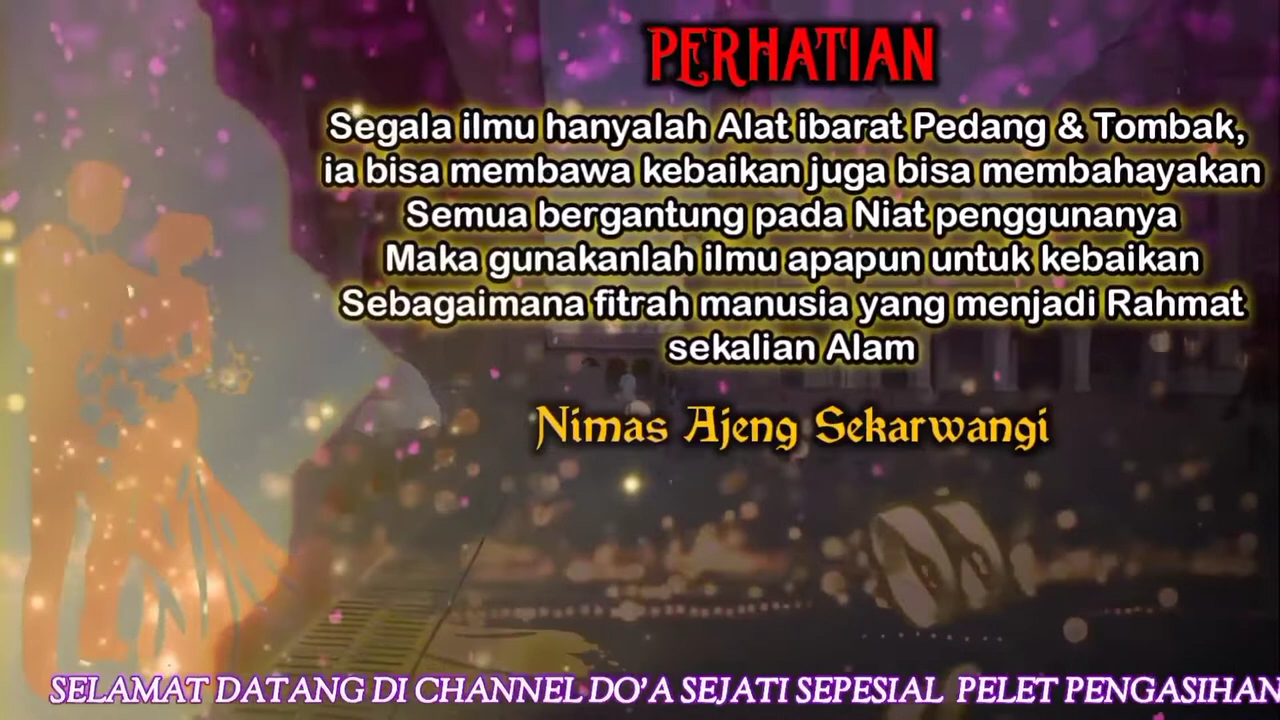 PERHATIAN
Segala ilmu hanyalah Alat ibarat Pedang & Tombak,
ia bisa membawa kebaikan juga bisa membahayakan
Semua bergantung pada Niat penggunanya
Maka gunakanlah ilmu apapun untuk kebaikan
Sebagaimana fitrah manusia yang menjadi Rahmat
sekalian Alam
Nimas Ajeng Sekarwangi
SELAMAT DATANG DI CHANNEL DO'A SEJATI SEPESIAL PELET PENGASIHAN